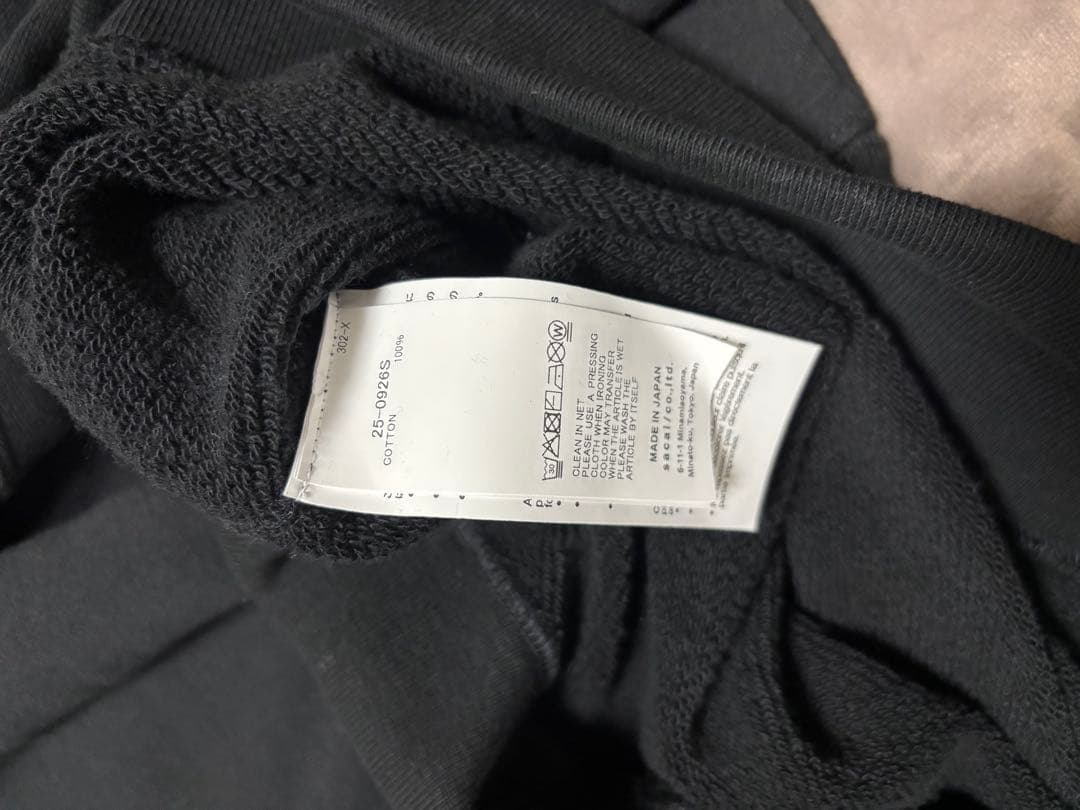 302-X
25-0926S
COTTON 100%
30
W
CLEAN IN NET
PLEASE USE A PRESSING
CLOTH WHEN IRONING
COLOR MAY TRANSFER
WHEN THE ARTICLE IS WET
PLEASE WASH THE
ARTICLE BY ITSELF
MADE IN JAPAN
sacai/co.,ltd.
6-11-1 Minamiaoyama,
Minato-ku, Tokyo, Japan